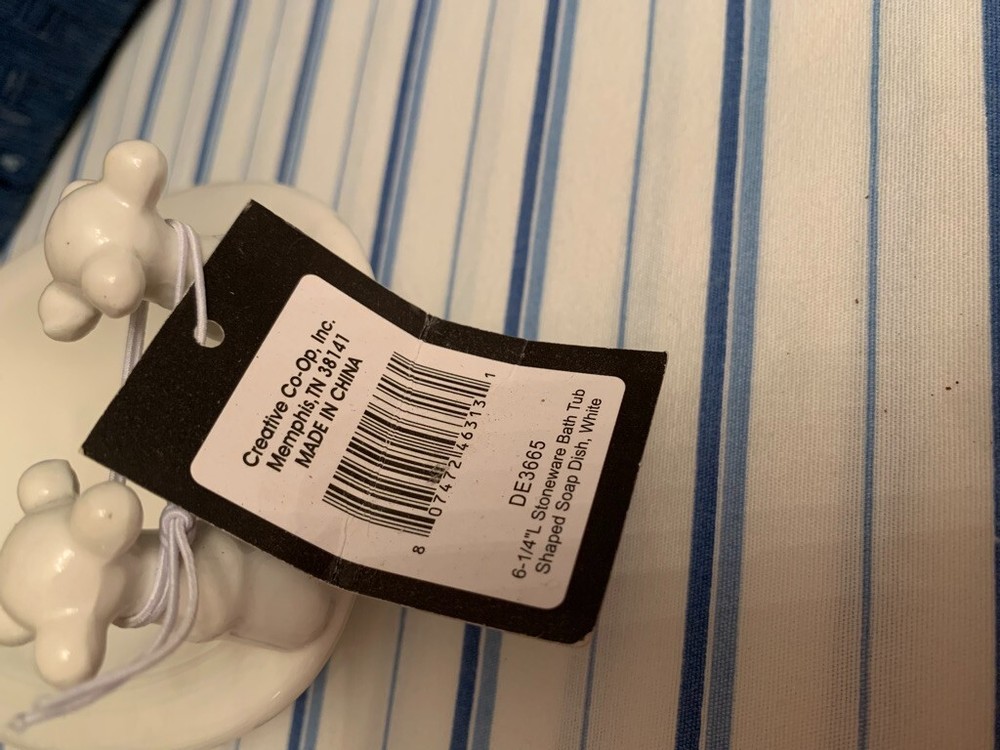 Creative Co-Op, Inc.
Memphis, TN 38141
MADE IN CHINA
8 07472 46313 1
DE3665
6-1/4"L Stoneware Bath Tub
Shaped Soap Dish, White